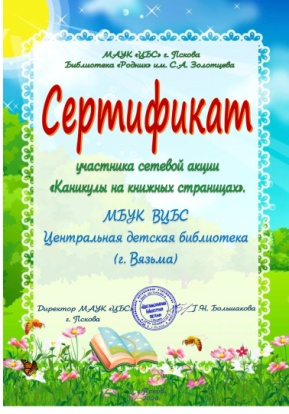 МАУК «ЦБС» г. Пскова
Библиотека «Родник» им. С.А. Золотцева
Сертификат
участника сетевой акции
«Каникулы на книжных страницах».
МБУК ВЦБС
Центральная детская библиотека
(г. Вязьма)
Директор МАУК «ЦБС»
г. Пскова
Т.Н. Большакова